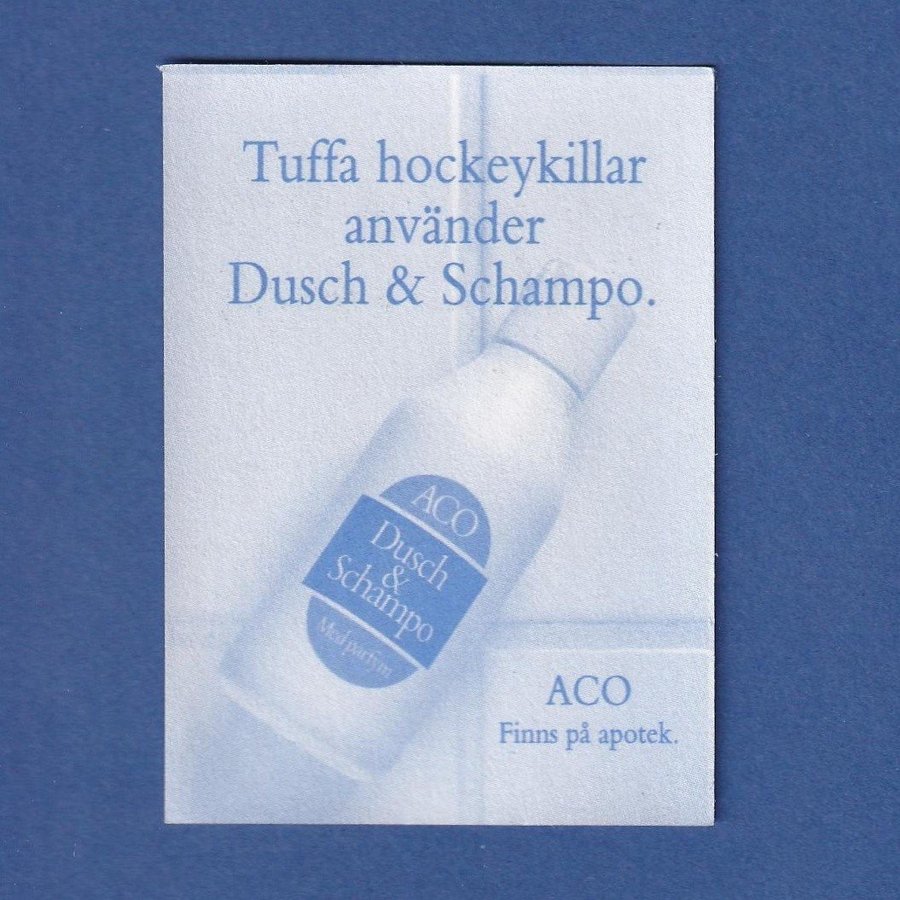 Tuffa hockeykillar
använder
Dusch & Schampo.
ACO
Dusch
&
Schampo
Med parfym
ACO
Finns på apotek.